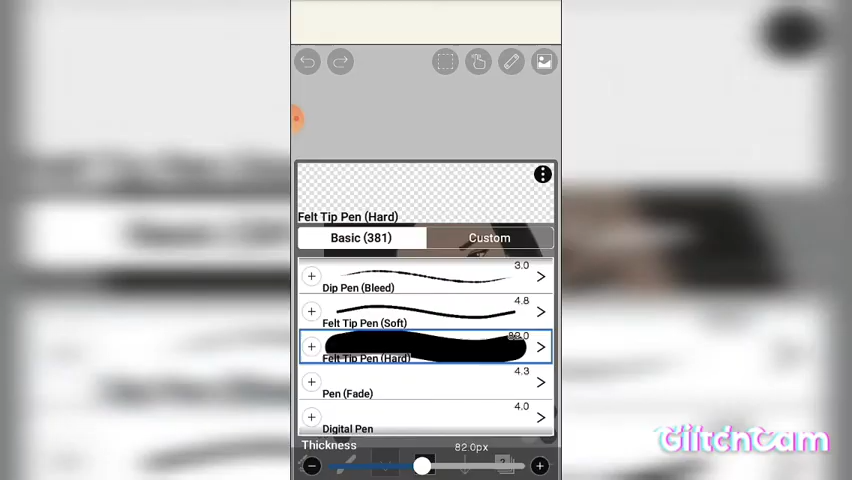 Felt Tip Pen (Hard)
Basic (381)
Custom
3.0
Dip Pen (Bleed)
4.8
Felt Tip Pen (Soft)
82.0
Felt Tip Pen (Hard)
4.3
Pen (Fade)
4.0
Digital Pen
Thickness
82.0px
GlitchCam